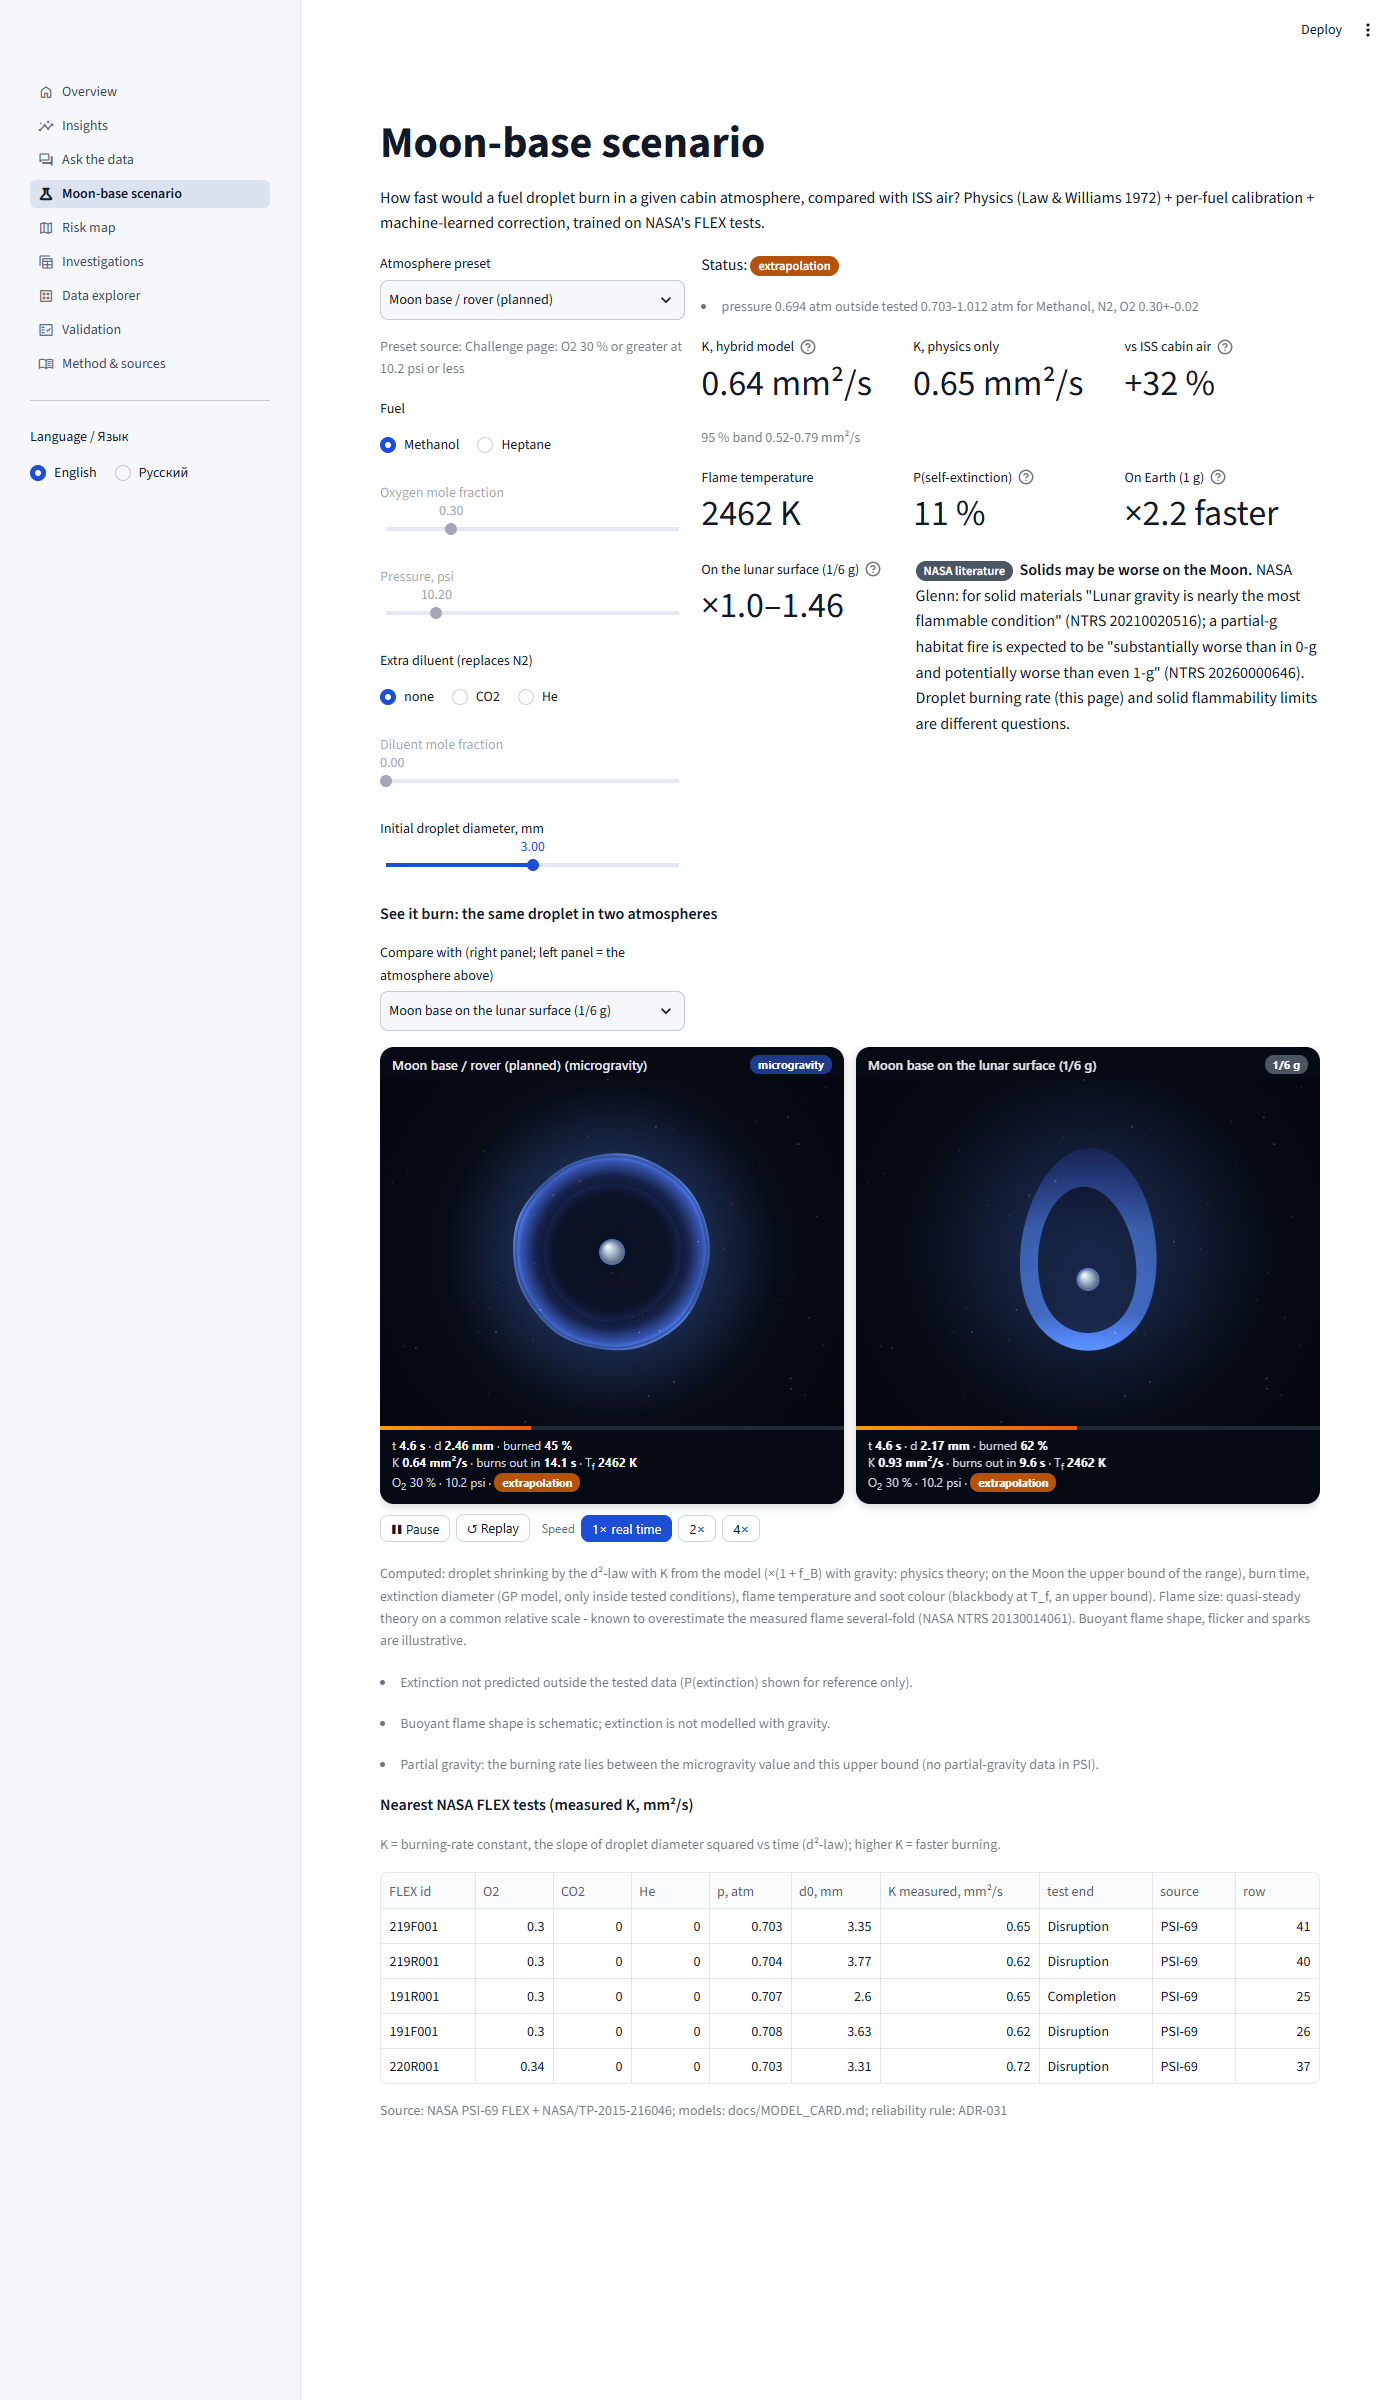 Deploy
Overview
Insights
Ask the data
Moon-base scenario
Risk map
Investigations
Data explorer
Validation
Method & sources
Language / Язык
English
Русский
Moon-base scenario
How fast would a fuel droplet burn in a given cabin atmosphere, compared with ISS air? Physics (Law & Williams 1972) + per-fuel calibration +
machine-learned correction, trained on NASA's FLEX tests.
Atmosphere preset
Moon base / rover (planned)
Preset source: Challenge page: O2 30 % or greater at
10.2 psi or less
Fuel
Methanol
Heptane
Oxygen mole fraction
0.30
Pressure, psi
10.20
Extra diluent (replaces N2)
none
CO2
He
Diluent mole fraction
0.00
Initial droplet diameter, mm
3.00
Status: extrapolation
pressure 0.694 atm outside tested 0.703-1.012 atm for Methanol, N2, O2 0.30+-0.02
K, hybrid model
0.64 mm²/s
95 % band 0.52-0.79 mm²/s
K, physics only
0.65 mm²/s
vs ISS cabin air
+32 %
Flame temperature
2462 K
P(self-extinction)
11 %
On Earth (1 g)
×2.2 faster
On the lunar surface (1/6 g)
×1.0–1.46
NASA literature Solids may be worse on the Moon. NASA
Glenn: for solid materials "Lunar gravity is nearly the most
flammable condition" (NTRS 20210020516); a partial-g
habitat fire is expected to be "substantially worse than in 0-g
and potentially worse than even 1-g" (NTRS 20260000646).
Droplet burning rate (this page) and solid flammability limits
are different questions.
See it burn: the same droplet in two atmospheres
Compare with (right panel; left panel = the
atmosphere above)
Moon base on the lunar surface (1/6 g)
Moon base / rover (planned) (microgravity)
microgravity
t 4.6 s · d 2.46 mm · burned 45 %
K 0.64 mm²/s · burns out in 14.1 s · T_f 2462 K
O₂ 30 % · 10.2 psi · extrapolation
Moon base on the lunar surface (1/6 g)
1/6 g
t 4.6 s · d 2.17 mm · burned 62 %
K 0.93 mm²/s · burns out in 9.6 s · T_f 2462 K
O₂ 30 % · 10.2 psi · extrapolation
Pause
↺ Replay
Speed
1× real time
2×
4×
Computed: droplet shrinking by the d²-law with K from the model (×(1 + f_B) with gravity: physics theory; on the Moon the upper bound of the range), burn time,
extinction diameter (GP model, only inside tested conditions), flame temperature and soot colour (blackbody at T_f, an upper bound). Flame size: quasi-steady
theory on a common relative scale - known to overestimate the measured flame several-fold (NASA NTRS 20130014061). Buoyant flame shape, flicker and sparks
are illustrative.
Extinction not predicted outside the tested data (P(extinction) shown for reference only).
Buoyant flame shape is schematic; extinction is not modelled with gravity.
Partial gravity: the burning rate lies between the microgravity value and this upper bound (no partial-gravity data in PSI).
Nearest NASA FLEX tests (measured K, mm²/s)
K = burning-rate constant, the slope of droplet diameter squared vs time (d²-law); higher K = faster burning.
FLEX id O2 CO2 He p, atm d0, mm K measured, mm²/s test end source row
219F001 0.3 0 0 0.703 3.35 0.65 Disruption PSI-69 41
219R001 0.3 0 0 0.704 3.77 0.62 Disruption PSI-69 40
191R001 0.3 0 0 0.707 2.6 0.65 Completion PSI-69 25
191F001 0.3 0 0 0.708 3.63 0.62 Disruption PSI-69 26
220R001 0.34 0 0 0.703 3.31 0.72 Disruption PSI-69 37
Source: NASA PSI-69 FLEX + NASA/TP-2015-216046; models: docs/MODEL_CARD.md; reliability rule: ADR-031